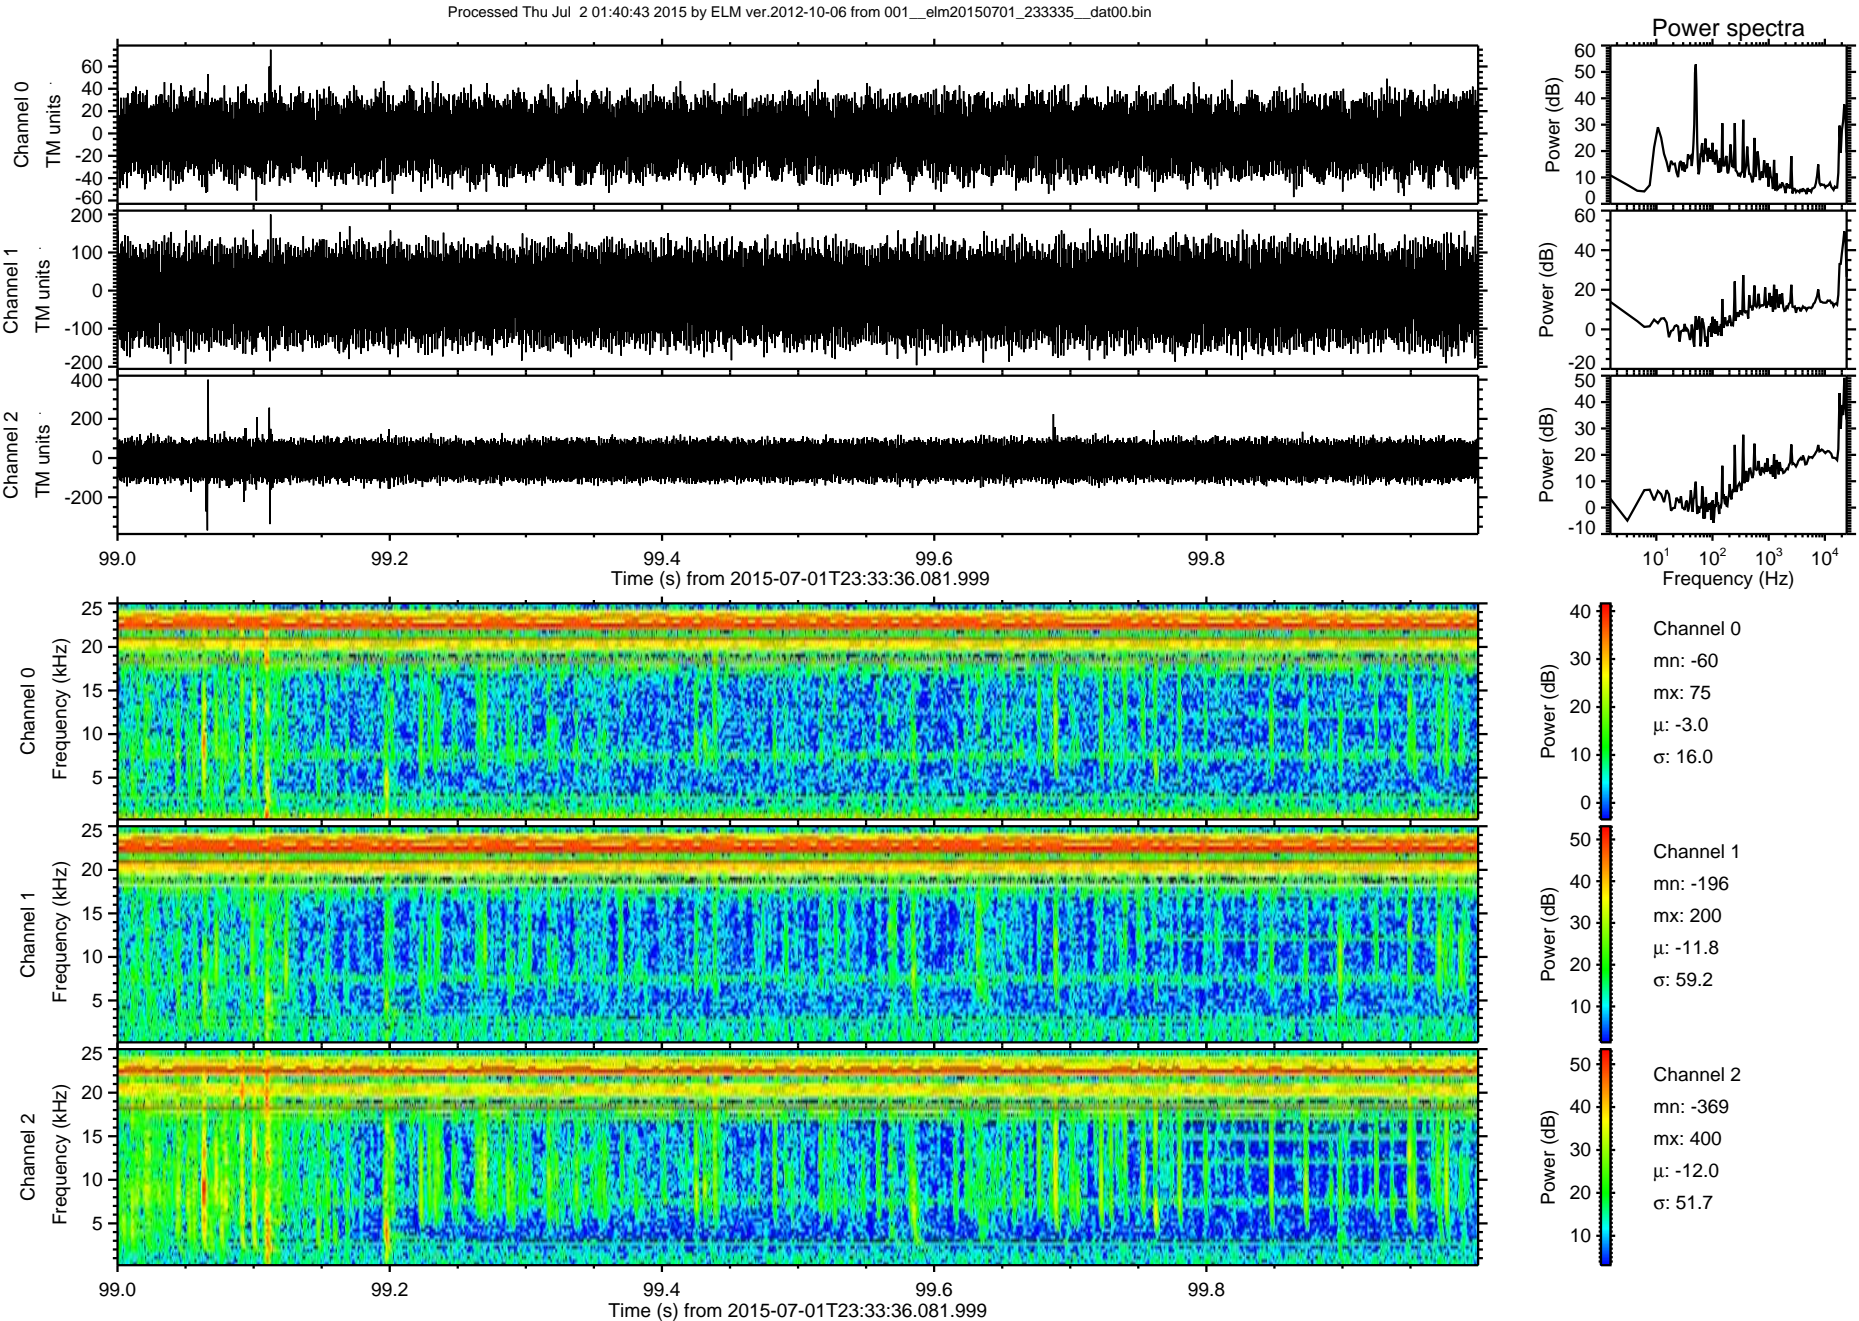 Processed Thu Jul  2 01:40:43 2015 by ELM ver.2012-10-06 from 001__elm20150701_233335__dat00.bin
Power spectra
Channel 0
TM units
60
40
20
0
-20
-40
-60
Power (dB)
60
50
40
30
20
10
0
Channel 1
TM units
200
100
0
-100
-200
Power (dB)
60
40
20
0
-20
Channel 2
TM units
400
200
0
-200
Power (dB)
50
40
30
20
10
0
-10
99.0 99.2 99.4 99.6 99.8
Time (s) from 2015-07-01T23:33:36.081.999
10^1 10^2 10^3 10^4
Frequency (Hz)
Channel 0
Frequency (kHz)
25
20
15
10
5
Power (dB)
40
30
20
10
0
Channel 0
mn: -60
mx: 75
μ: -3.0
σ: 16.0
Channel 1
Frequency (kHz)
25
20
15
10
5
Power (dB)
50
40
30
20
10
Channel 1
mn: -196
mx: 200
μ: -11.8
σ: 59.2
Channel 2
Frequency (kHz)
25
20
15
10
5
Power (dB)
50
40
30
20
10
Channel 2
mn: -369
mx: 400
μ: -12.0
σ: 51.7
99.0 99.2 99.4 99.6 99.8
Time (s) from 2015-07-01T23:33:36.081.999